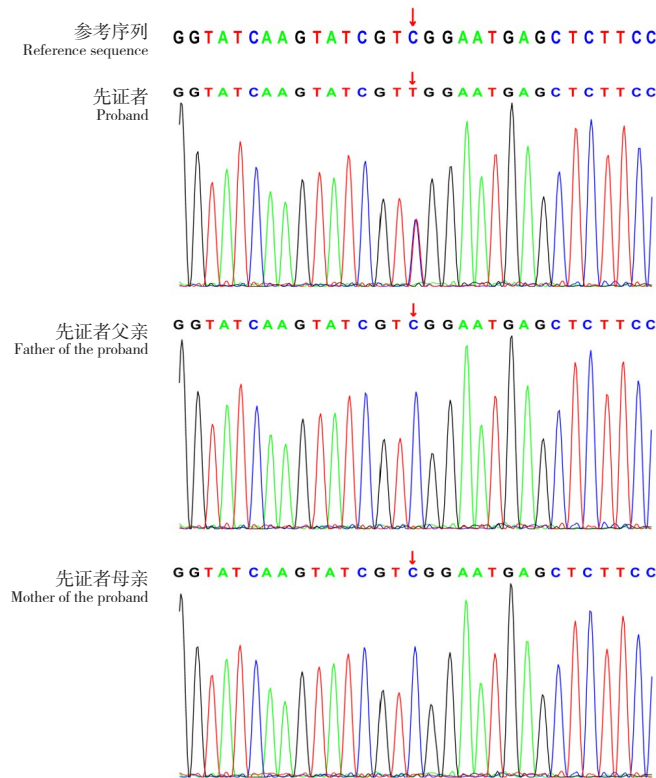 参考序列
Reference sequence
GGTATCAAGTATCGTCGGAATGAGCTCTTCC
先证者
Proband
GGTATCAAGTATCGTTGGAATGAGCTCTTCC
先证者父亲
Father of the proband
GGTATCAAGTATCGTCGGAATGAGCTCTTCC
先证者母亲
Mother of the proband
GGTATCAAGTATCGTCGGAATGAGCTCTTCC